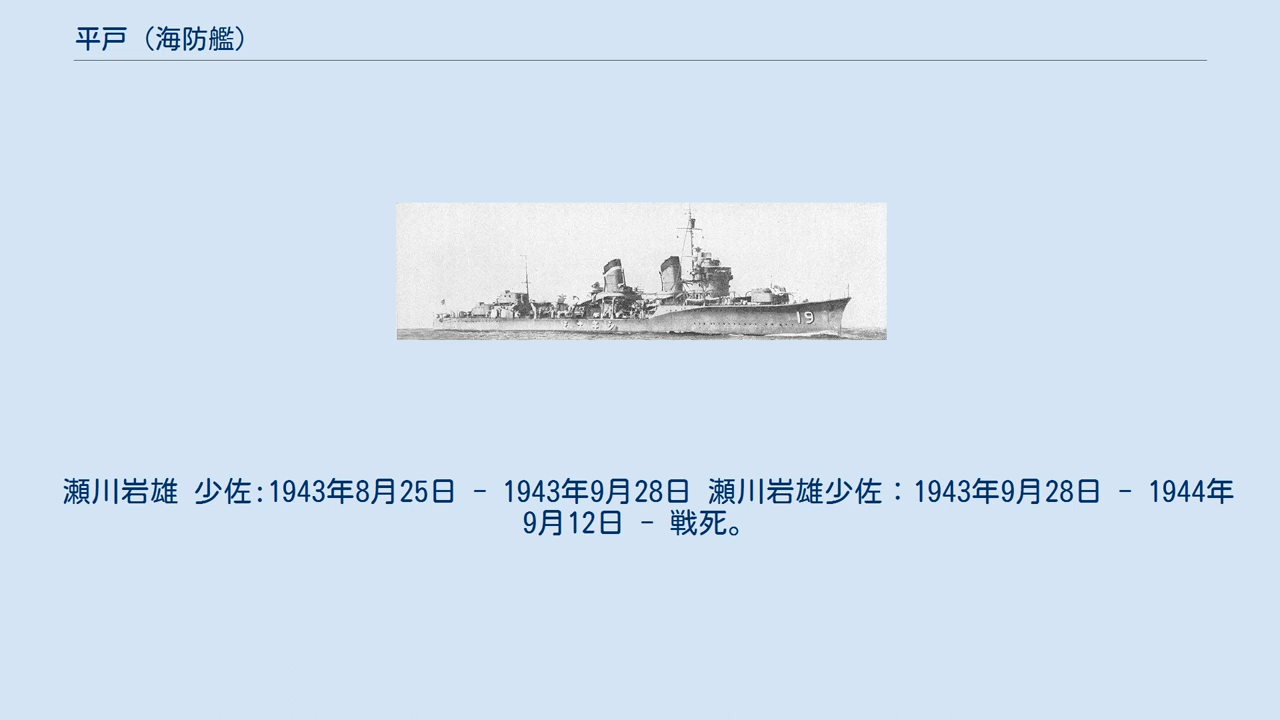 平戸（海防艦）
19
瀬川岩雄 少佐:1943年8月25日 - 1943年9月28日 瀬川岩雄少佐：1943年9月28日 - 1944年
9月12日 - 戦死。